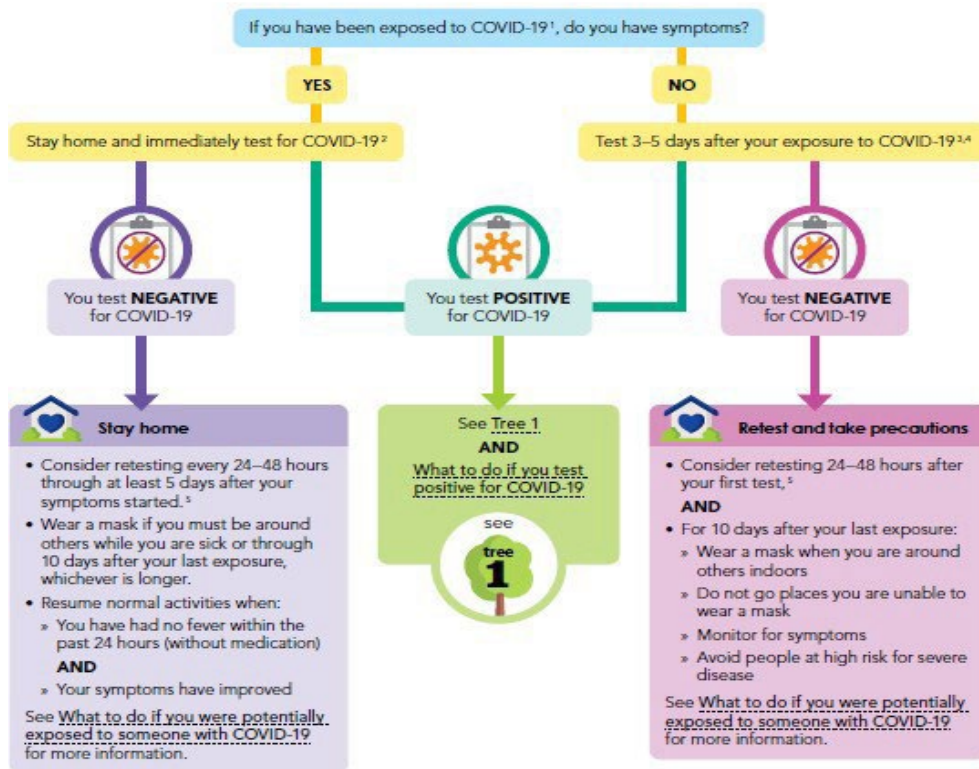 If you have been exposed to COVID-19¹, do you have symptoms?
YES
NO
Stay home and immediately test for COVID-19²
Test 3–5 days after your exposure to COVID-19³,⁴
You test NEGATIVE
for COVID-19
You test POSITIVE
for COVID-19
You test NEGATIVE
for COVID-19
Stay home
• Consider retesting every 24–48 hours
through at least 5 days after your
symptoms started.⁵
• Wear a mask if you must be around
others while you are sick or through
10 days after your last exposure,
whichever is longer.
• Resume normal activities when:
» You have had no fever within the
past 24 hours (without medication)
AND
» Your symptoms have improved
See What to do if you were potentially
exposed to someone with COVID-19
for more information.
See Tree 1
AND
What to do if you test
positive for COVID-19
see
tree
1
Retest and take precautions
• Consider retesting 24–48 hours after
your first test,⁵
AND
• For 10 days after your last exposure:
» Wear a mask when you are around
others indoors
» Do not go places you are unable to
wear a mask
» Monitor for symptoms
» Avoid people at high risk for severe
disease
See What to do if you were potentially
exposed to someone with COVID-19
for more information.